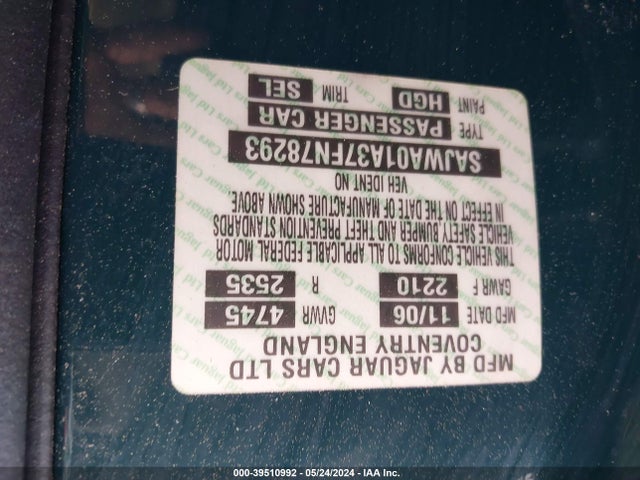 MFD BY JAGUAR CARS LTD
COVENTRY ENGLAND
MFD DATE 11/06 GVWR 4745
GAWR F 2210 R 2535
THIS VEHICLE CONFORMS TO ALL APPLICABLE FEDERAL MOTOR
VEHICLE SAFETY BUMPER AND THEFT PREVENTION STANDARDS
IN EFFECT ON THE DATE OF MANUFACTURE SHOWN ABOVE.
VEH IDENT NO
SAJWA01A37FN78293
TYPE PASSENGER CAR
PAINT HGD TRIM SEL
000-39510992 - 05/24/2024 - IAA Inc.